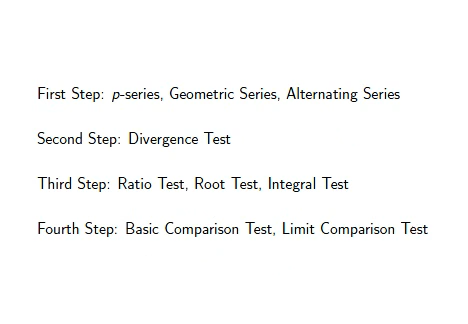 First Step: p-series, Geometric Series, Alternating Series
Second Step: Divergence Test
Third Step: Ratio Test, Root Test, Integral Test
Fourth Step: Basic Comparison Test, Limit Comparison Test